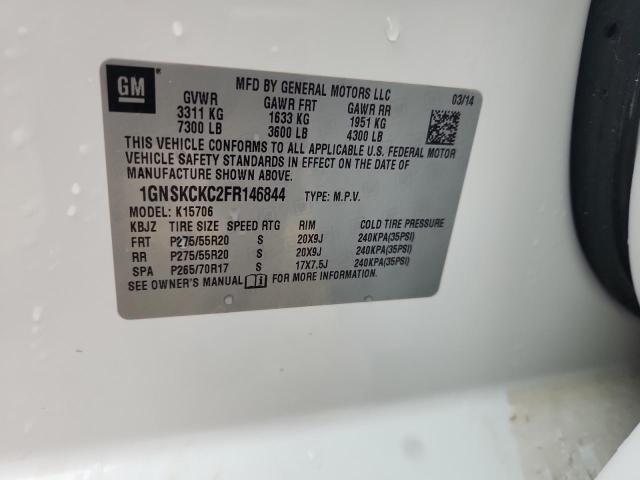 GM
MFD BY GENERAL MOTORS LLC 03/14
GVWR GAWR FRT GAWR RR
3311 KG 1633 KG 1951 KG
7300 LB 3600 LB 4300 LB
THIS VEHICLE CONFORMS TO ALL APPLICABLE U.S. FEDERAL MOTOR
VEHICLE SAFETY STANDARDS IN EFFECT ON THE DATE OF
MANUFACTURE SHOWN ABOVE.
1GNSKCKC2FR146844 TYPE: M.P.V.
MODEL: K15706
KBJZ TIRE SIZE SPEED RTG RIM COLD TIRE PRESSURE
FRT P275/55R20 S 20X9J 240KPA(35PSI)
RR P275/55R20 S 20X9J 240KPA(35PSI)
SPA P265/70R17 S 17X7.5J 240KPA(35PSI)
SEE OWNER'S MANUAL FOR MORE INFORMATION.